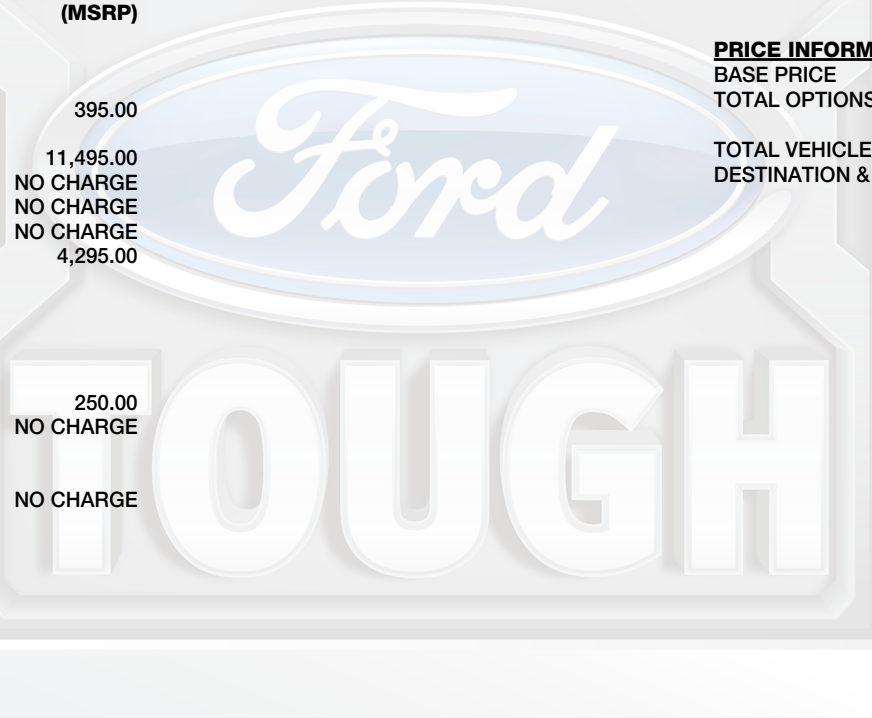 (MSRP)
395.00
11,495.00
NO CHARGE
NO CHARGE
NO CHARGE
4,295.00
250.00
NO CHARGE
NO CHARGE
PRICE INFORM
BASE PRICE
TOTAL OPTIONS
TOTAL VEHICLE
DESTINATION &
Ford
TOUGH